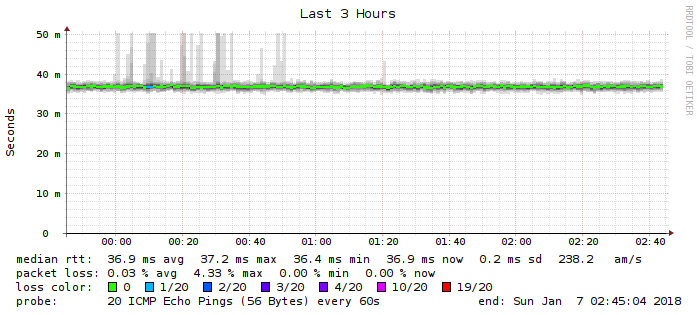 Last 3 Hours
RRDTOOL / TOBI OETIKER
Seconds
50 m
40 m
30 m
20 m
10 m
0
00:00 00:20 00:40 01:00 01:20 01:40 02:00 02:20 02:40
median rtt: 36.9 ms avg 37.2 ms max 36.4 ms min 36.9 ms now 0.2 ms sd 238.2 am/s
packet loss: 0.03 % avg 4.33 % max 0.00 % min 0.00 % now
loss color: 0 1/20 2/20 3/20 4/20 10/20 19/20
probe: 20 ICMP Echo Pings (56 Bytes) every 60s end: Sun Jan 7 02:45:04 2018